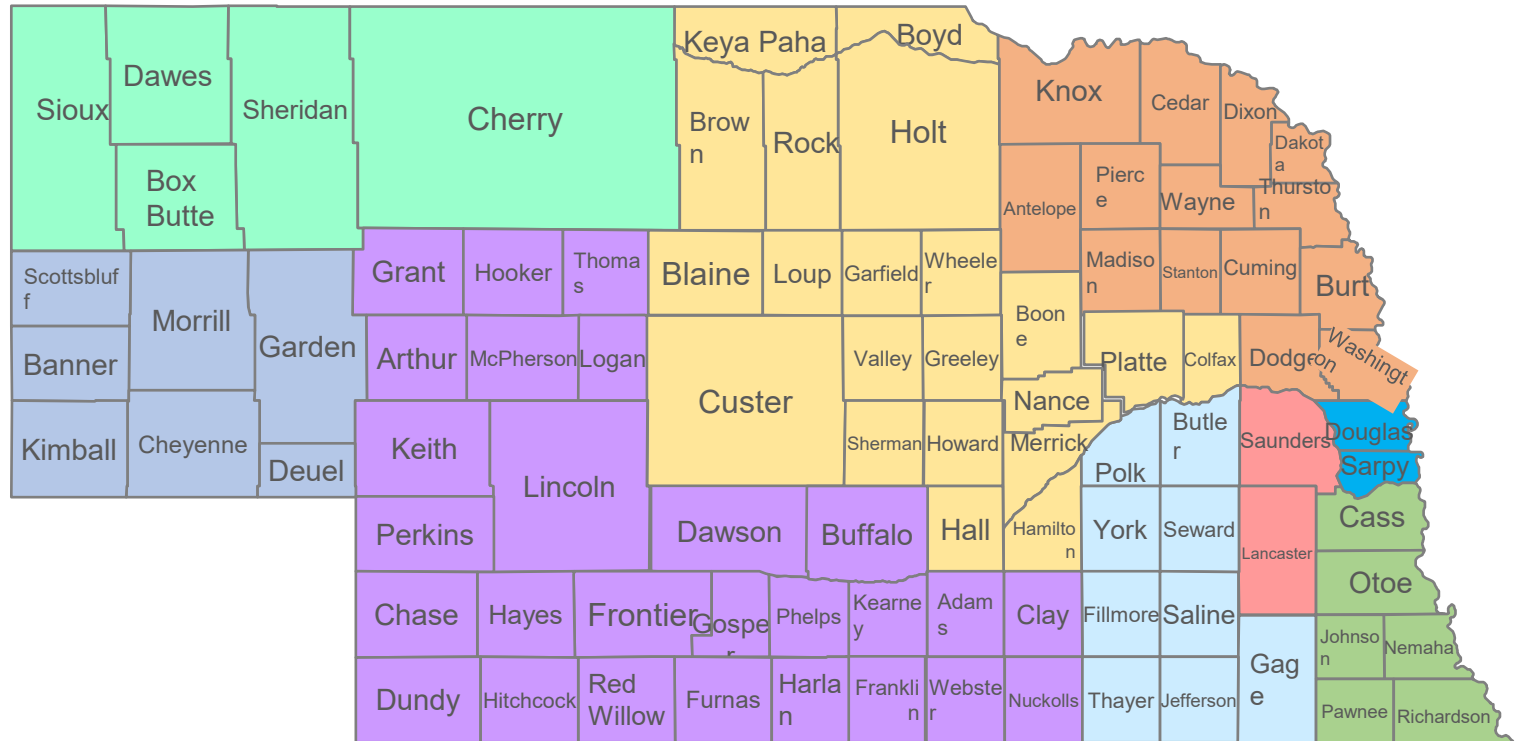 Keya Paha
Boyd
Sioux
Dawes
Sheridan
Cherry
Brow
n
Rock
Holt
Knox
Cedar
Dixon
Dakot
a
Box
Butte
Antelope
Pierc
e
Wayne
Thursto
n
Scottsbluf
f
Morrill
Garden
Grant
Hooker
Thoma
s
Blaine
Loup
Garfield
Wheele
r
Madiso
n
Stanton
Cuming
Burt
Banner
Arthur
McPherson
Logan
Custer
Valley
Greeley
Boon
e
Platte
Colfax
Dodge
Washingt
on
Kimball
Cheyenne
Deuel
Keith
Lincoln
Sherman
Howard
Nance
Merrick
Polk
Butle
r
Saunders
Douglas
Sarpy
Perkins
Dawson
Buffalo
Hall
Hamilto
n
York
Seward
Lancaster
Cass
Otoe
Chase
Hayes
Frontier
Gospe
r
Phelps
Kearne
y
Adam
s
Clay
Fillmore
Saline
Gag
e
Johnso
n
Nemaha
Dundy
Hitchcock
Red
Willow
Furnas
Harla
n
Frankli
n
Webste
r
Nuckolls
Thayer
Jefferson
Pawnee
Richardson